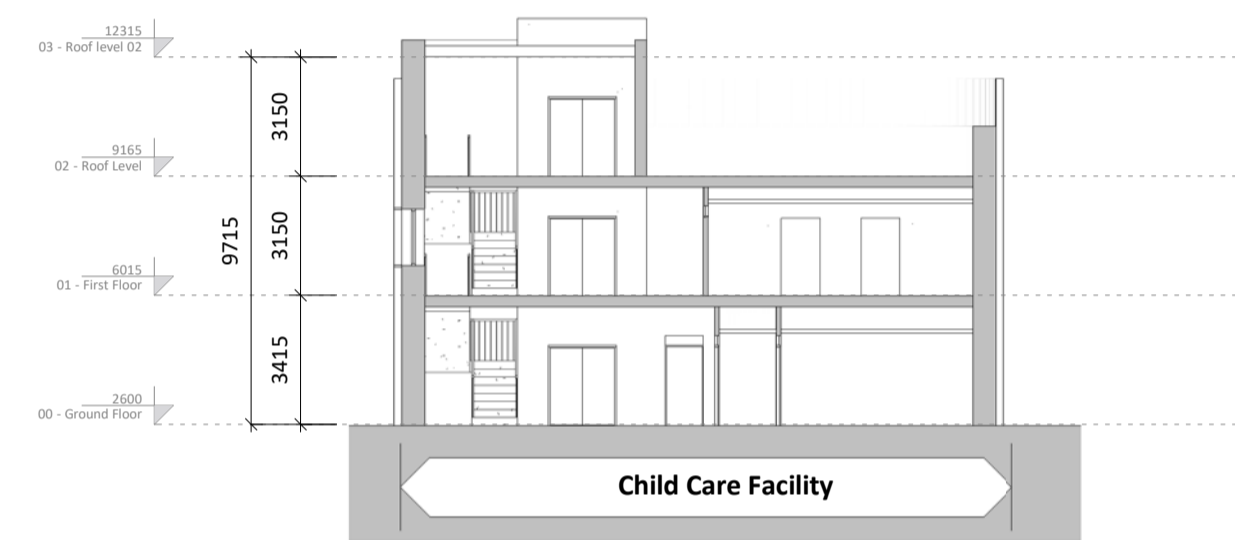 12315
03 - Roof level 02
3150
9165
02 - Roof Level
9715
3150
6015
01 - First Floor
3415
2600
00 - Ground Floor
Child Care Facility